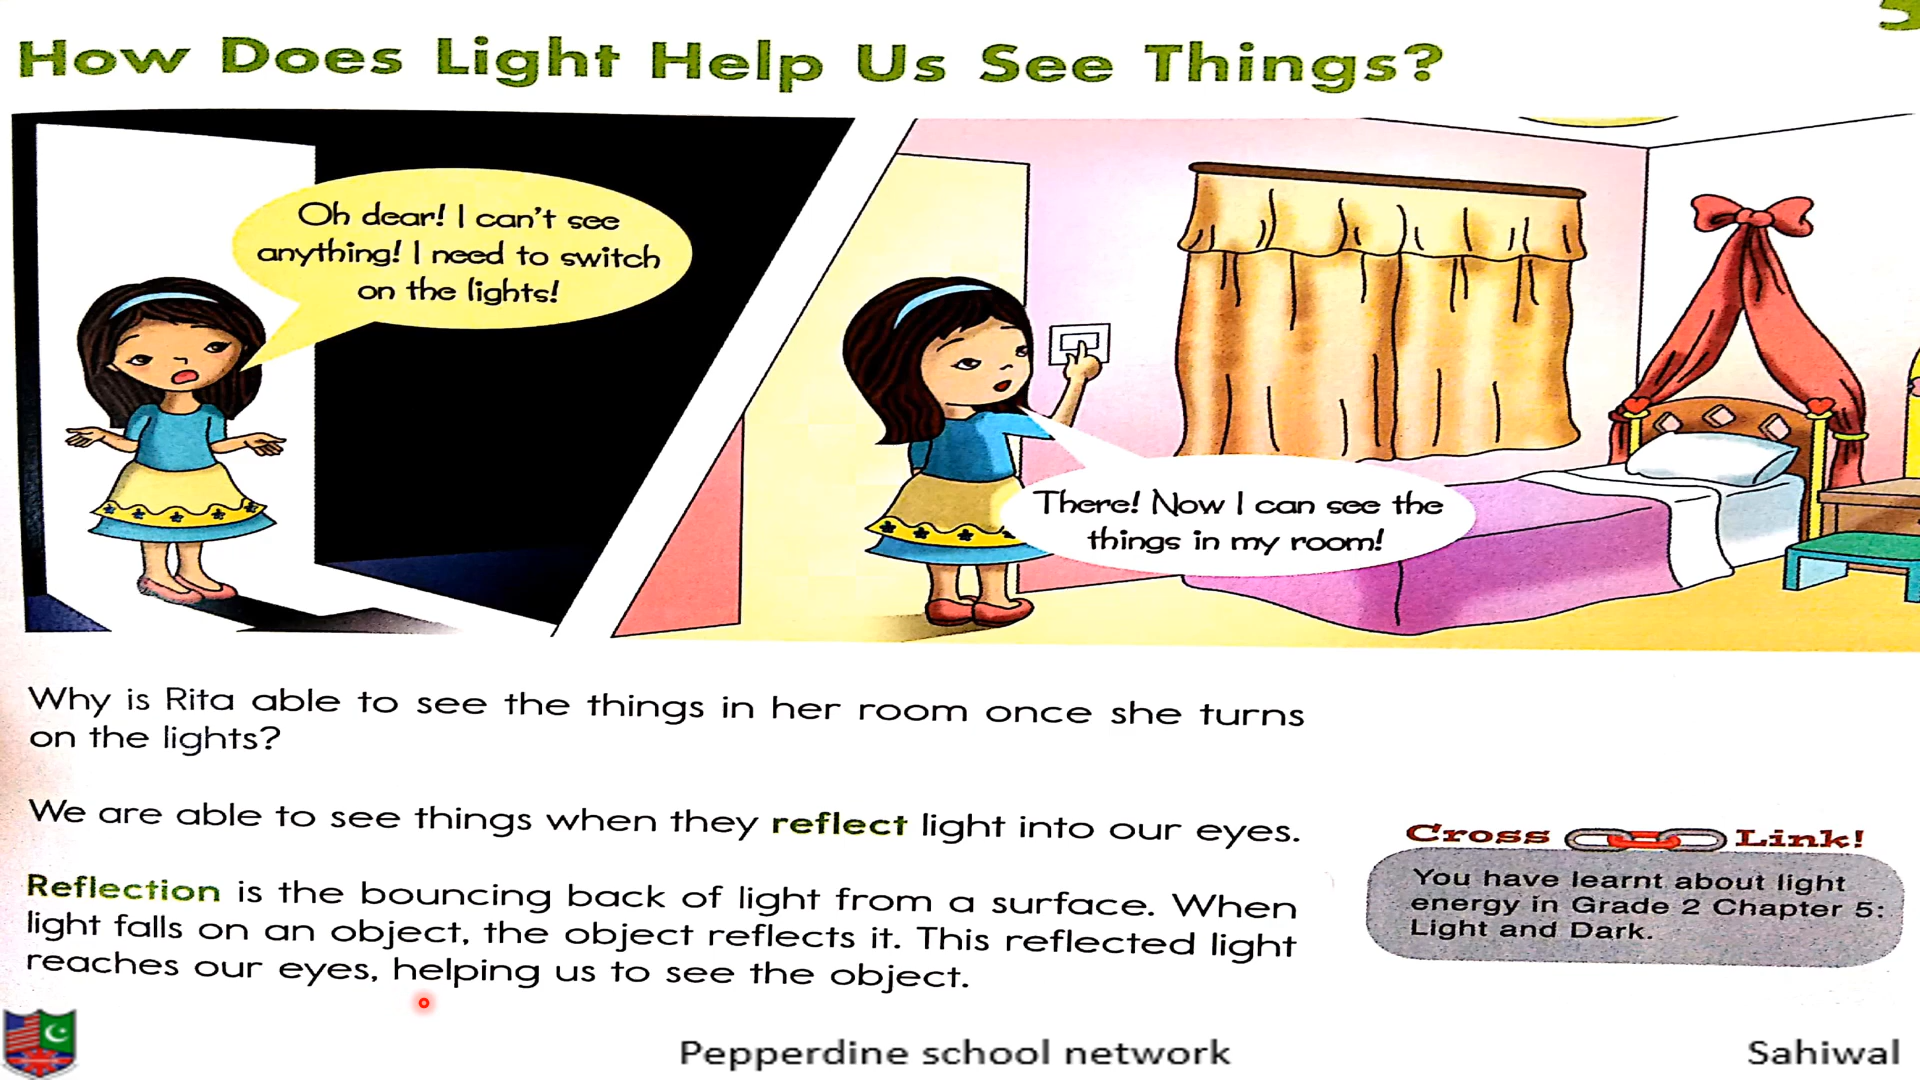 How Does Light Help Us See Things?
Oh dear! I can't see
anything! I need to switch
on the lights!
There! Now I can see the
things in my room!
Why is Rita able to see the things in her room once she turns
on the lights?
We are able to see things when they reflect light into our eyes.
Reflection is the bouncing back of light from a surface. When
light falls on an object, the object reflects it. This reflected light
reaches our eyes, helping us to see the object.
Cross Link!
You have learnt about light
energy in Grade 2 Chapter 5:
Light and Dark.
Pepperdine school network
Sahiwal